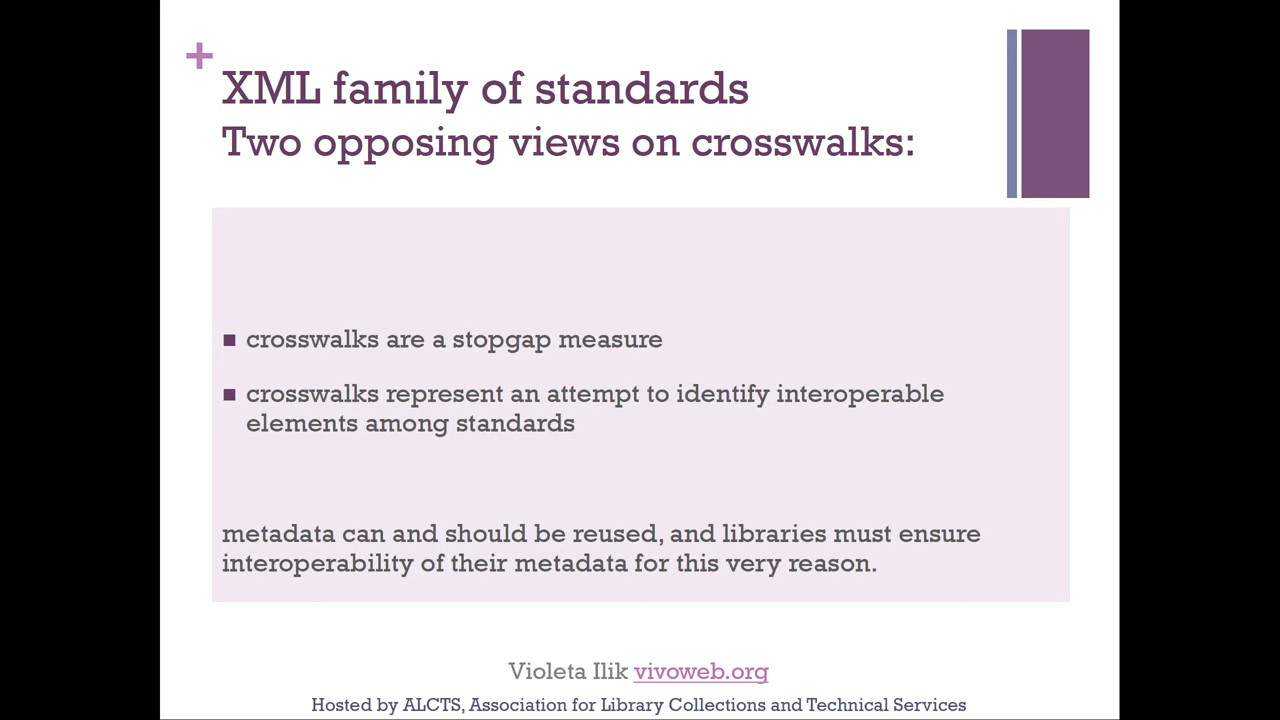 +
XML family of standards
Two opposing views on crosswalks:
■ crosswalks are a stopgap measure
■ crosswalks represent an attempt to identify interoperable
elements among standards
metadata can and should be reused, and libraries must ensure
interoperability of their metadata for this very reason.
Violeta Ilik vivoweb.org
Hosted by ALCTS, Association for Library Collections and Technical Services